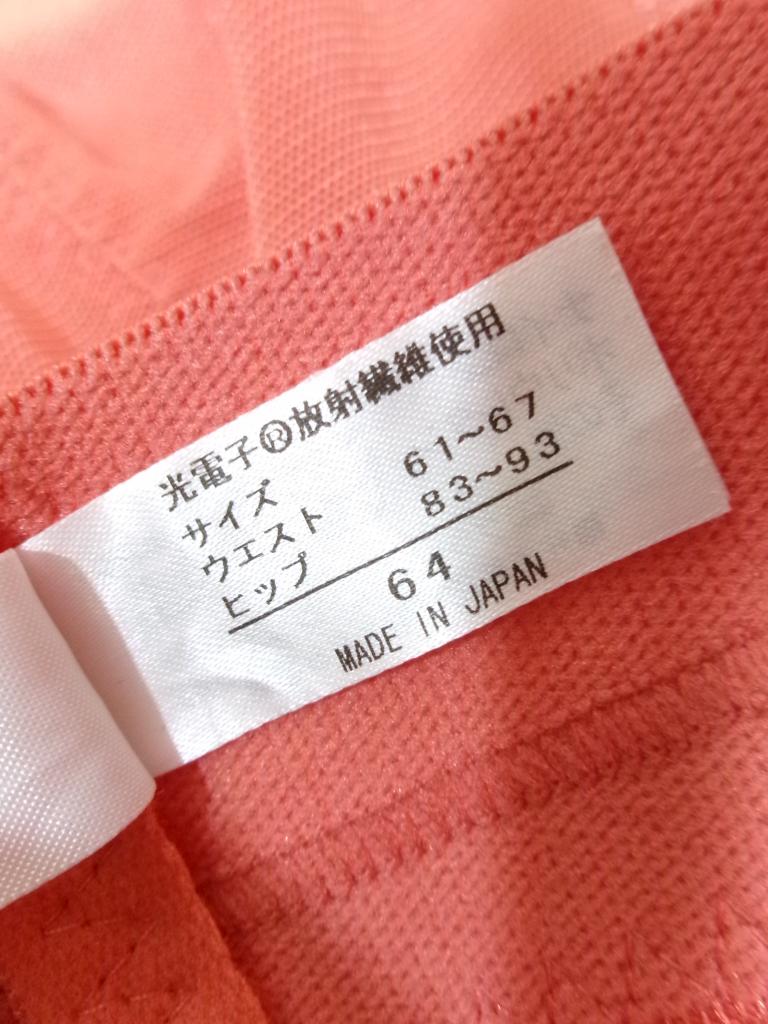 光電子®放射繊維使用
サイズ
ウエスト 61~67
ヒップ 83~93
64
MADE IN JAPAN